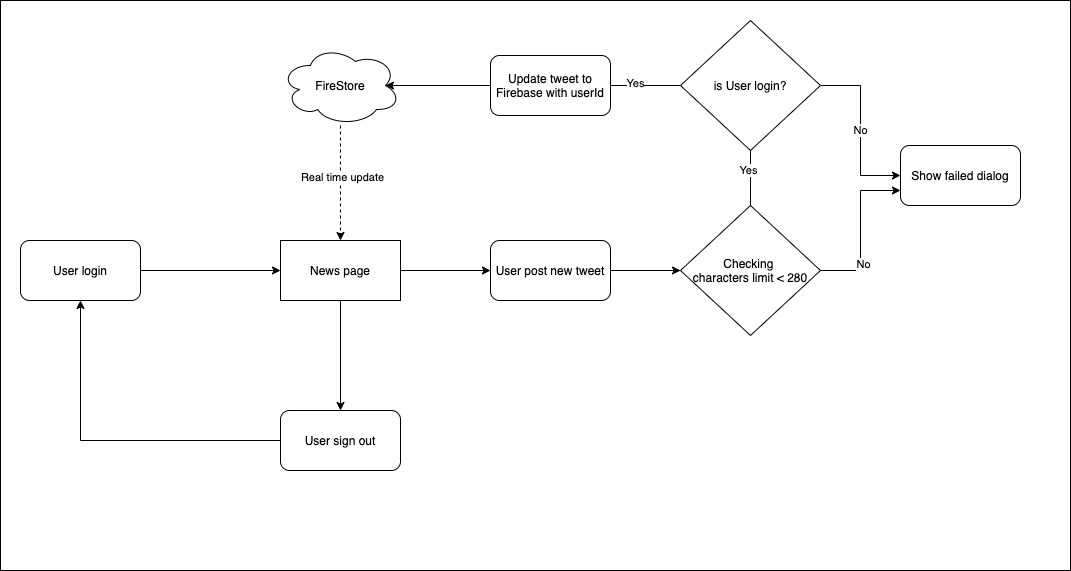 FireStore
Update tweet to
Firebase with userId
Yes
is User login?
No
Yes
Show failed dialog
Real time update
User login
News page
User post new tweet
Checking
characters limit < 280
No
User sign out